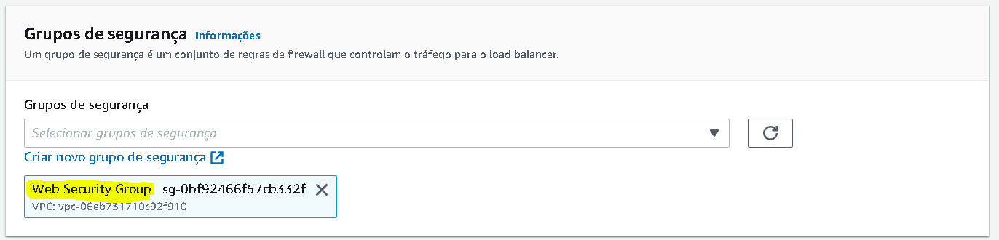 Grupos de segurança Informações
Um grupo de segurança é um conjunto de regras de firewall que controlam o tráfego para o load balancer.
Grupos de segurança
Selecionar grupos de segurança
Criar novo grupo de segurança
Web Security Group sg-0bf92466f57cb332f
VPC: vpc-06eb731710c92f910